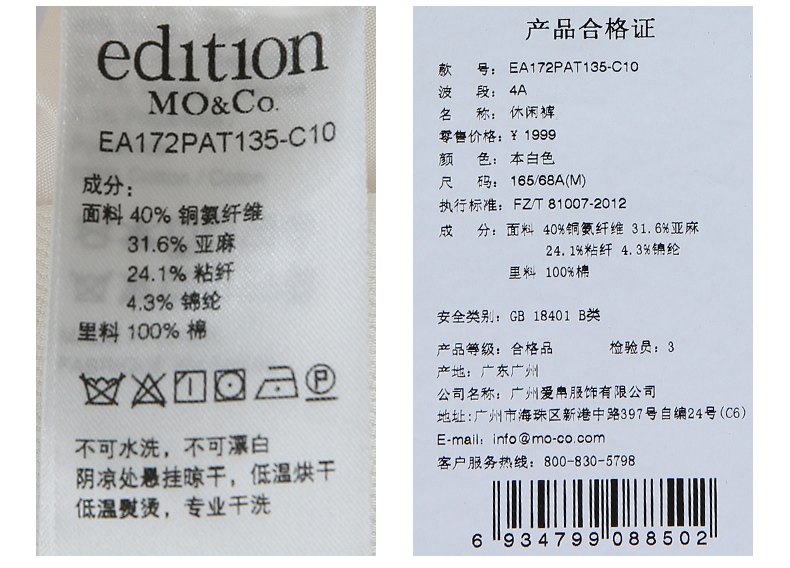 edition
MO&Co.
EA172PAT135-C10
成分:
面料 40% 铜氨纤维
31.6% 亚麻
24.1% 粘纤
4.3% 锦纶
里料 100% 棉
P
不可水洗，不可漂白
阴凉处悬挂晾干，低温烘干
低温熨烫，专业干洗
产品合格证
款 号: EA172PAT135-C10
波 段: 4A
名 称: 休闲裤
零售价格: ¥ 1999
颜 色: 本白色
尺 码: 165/68A(M)
执行标准: FZ/T 81007-2012
成 分: 面料 40%铜氨纤维 31.6%亚麻
24.1%粘纤 4.3%锦纶
里料 100%棉
安全类别: GB 18401 B类
产品等级: 合格品 检验员: 3
产地: 广东广州
公司名称: 广州爱帛服饰有限公司
地址:广州市海珠区新港中路397号自编24号(C6)
E-mail: info@mo-co.com
客户服务热线: 800-830-5798
6 934799 088502